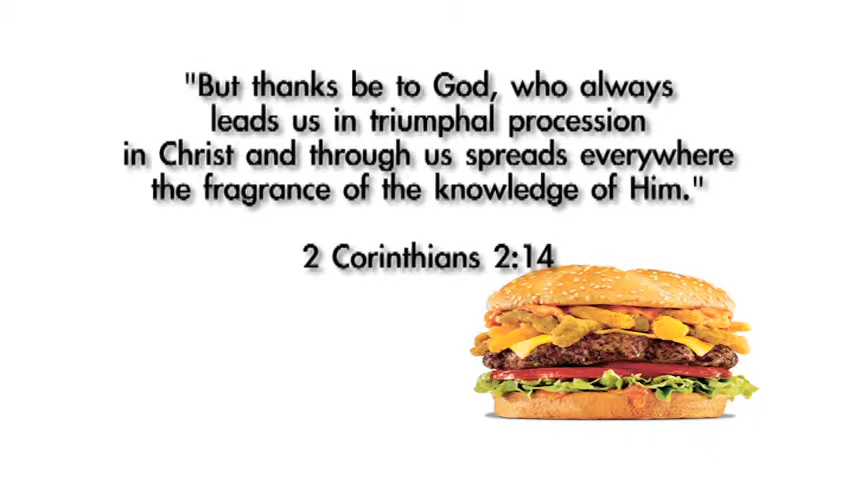 "But thanks be to God, who always
leads us in triumphal procession
in Christ and through us spreads everywhere
the fragrance of the knowledge of Him."
2 Corinthians 2:14